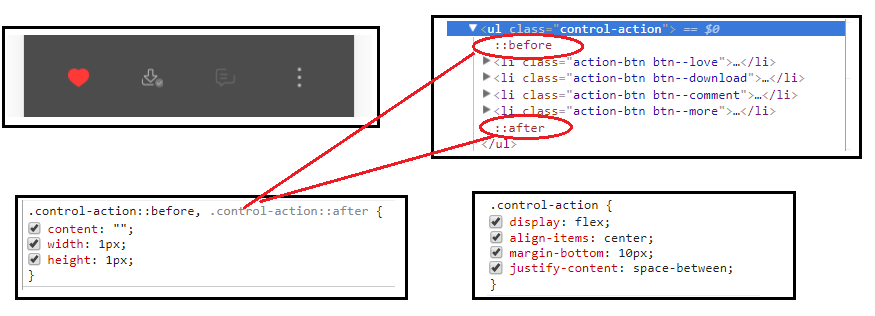 <ul class="control-action"> == $0
::before
<li class="action-btn btn--love">…</li>
<li class="action-btn btn--download">…</li>
<li class="action-btn btn--comment">…</li>
<li class="action-btn btn--more">…</li>
::after
</ul>
.control-action::before, .control-action::after {
content: "";
width: 1px;
height: 1px;
}
.control-action {
display: flex;
align-items: center;
margin-bottom: 10px;
justify-content: space-between;
}